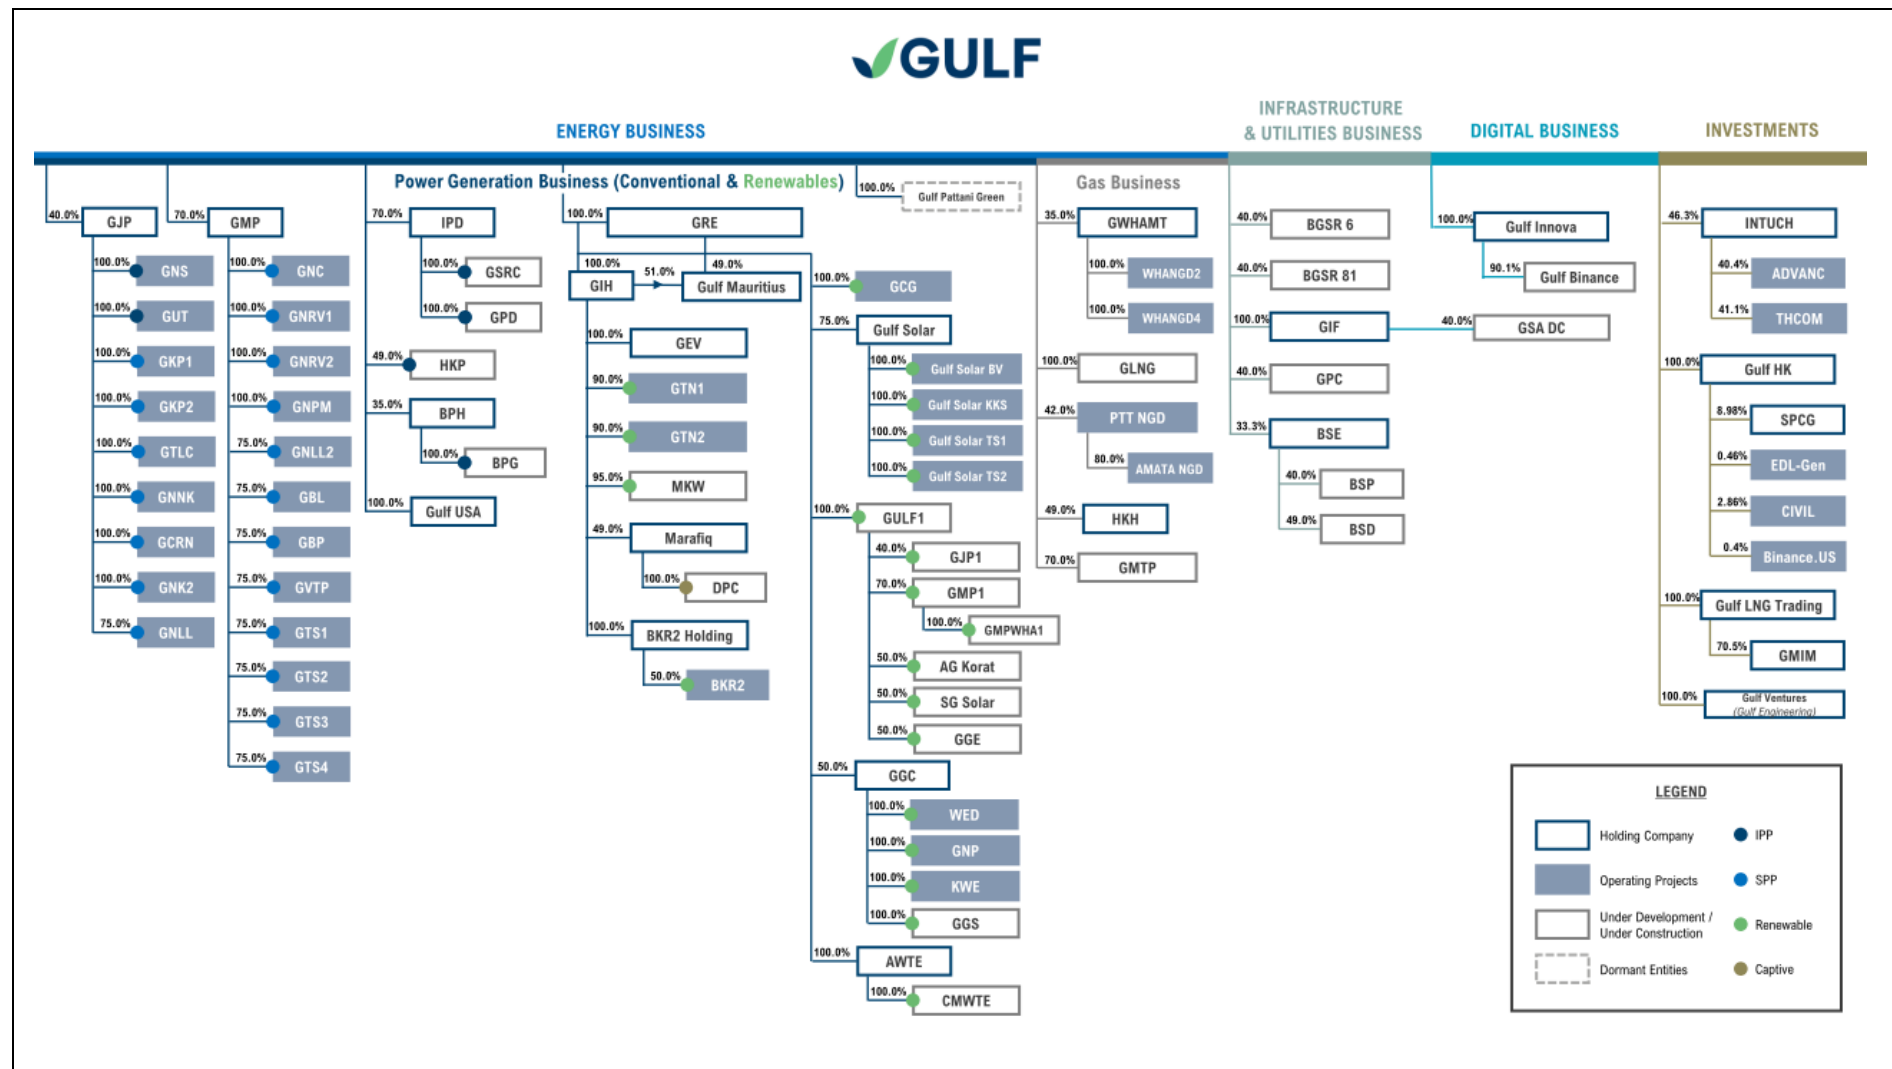 GULF
ENERGY BUSINESS
INFRASTRUCTURE
& UTILITIES BUSINESS
DIGITAL BUSINESS
INVESTMENTS
Power Generation Business (Conventional & Renewables)
100.0% Gulf Pattani Green
Gas Business
40.0% GJP
100.0% GNS
100.0% GUT
100.0% GKP1
100.0% GKP2
100.0% GTLC
100.0% GNNK
100.0% GCRN
100.0% GNK2
75.0% GNLL
70.0% GMP
100.0% GNC
100.0% GNRV1
100.0% GNRV2
100.0% GNPM
75.0% GNLL2
75.0% GBL
75.0% GBP
75.0% GVTP
75.0% GTS1
75.0% GTS2
75.0% GTS3
75.0% GTS4
70.0% IPD
100.0% GSRC
100.0% GPD
49.0% HKP
35.0% BPH
100.0% BPG
100.0% Gulf USA
100.0% GRE
100.0% GIH
51.0%
49.0% Gulf Mauritius
100.0% GEV
90.0% GTN1
90.0% GTN2
95.0% MKW
49.0% Marafiq
100.0% DPC
100.0% BKR2 Holding
50.0% BKR2
100.0% GCG
75.0% Gulf Solar
100.0% Gulf Solar BV
100.0% Gulf Solar KKS
100.0% Gulf Solar TS1
100.0% Gulf Solar TS2
100.0% GULF1
40.0% GJP1
70.0% GMP1
100.0% GMPWHA1
50.0% AG Korat
50.0% SG Solar
50.0% GGE
50.0% GGC
100.0% WED
100.0% GNP
100.0% KWE
100.0% GGS
100.0% AWTE
100.0% CMWTE
35.0% GWHAMT
100.0% WHANGD2
100.0% WHANGD4
100.0% GLNG
42.0% PTT NGD
80.0% AMATA NGD
49.0% HKH
70.0% GMTP
40.0% BGSR 6
40.0% BGSR 81
100.0% GIF
40.0% GSA DC
40.0% GPC
33.3% BSE
40.0% BSP
49.0% BSD
100.0% Gulf Innova
90.1% Gulf Binance
46.3% INTUCH
40.4% ADVANC
41.1% THCOM
100.0% Gulf HK
8.98% SPCG
0.46% EDL-Gen
2.86% CIVIL
0.4% Binance.US
100.0% Gulf LNG Trading
70.5% GMIM
100.0% Gulf Ventures
(Gulf Engineering)
LEGEND
Holding Company
IPP
Operating Projects
SPP
Under Development /
Under Construction
Renewable
Dormant Entities
Captive